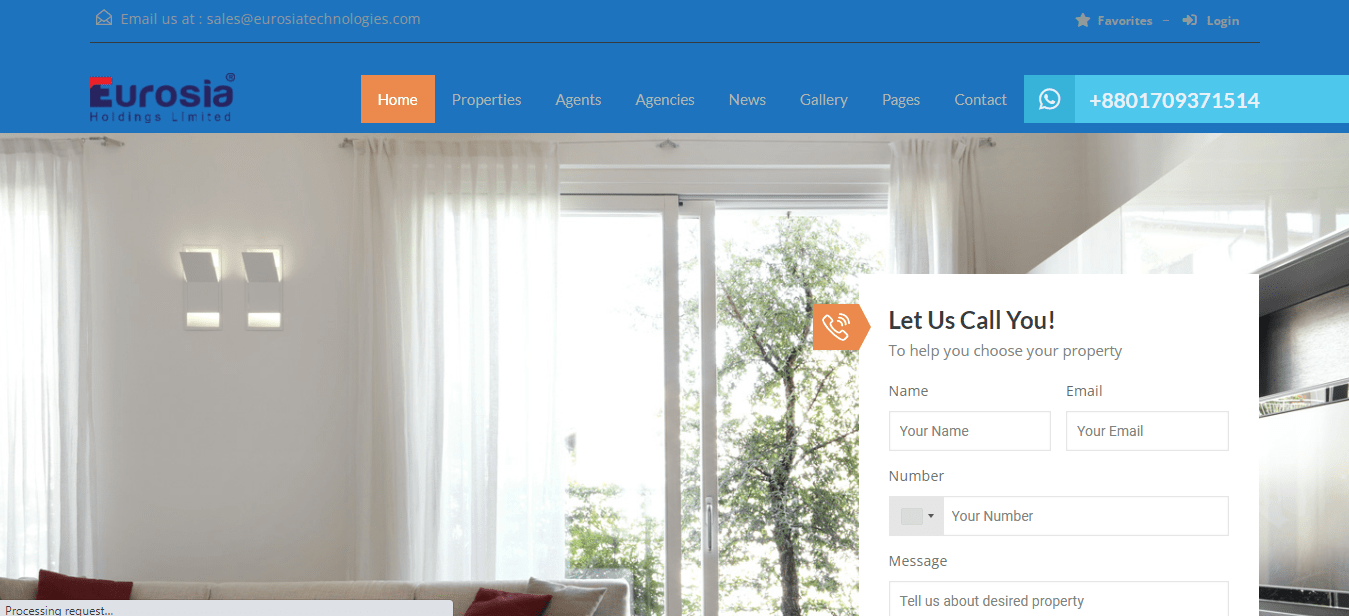 Email us at : sales@eurosiatechnologies.com
Favorites – Login
Eurosia ®
Holdings Limited
Home Properties Agents Agencies News Gallery Pages Contact +8801709371514
Let Us Call You!
To help you choose your property
Name Email
Your Name Your Email
Number
Your Number
Message
Tell us about desired property
Processing request...